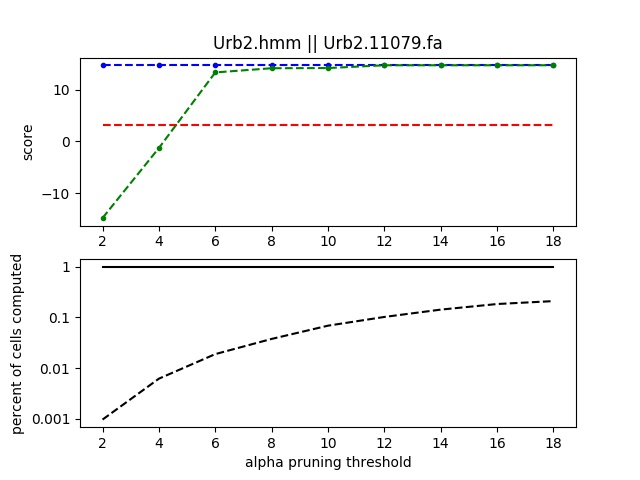 Urb2.hmm || Urb2.11079.fa
10
0
−10
score
2 4 6 8 10 12 14 16 18
1
0.1
0.01
0.001
percent of cells computed
2 4 6 8 10 12 14 16 18
alpha pruning threshold